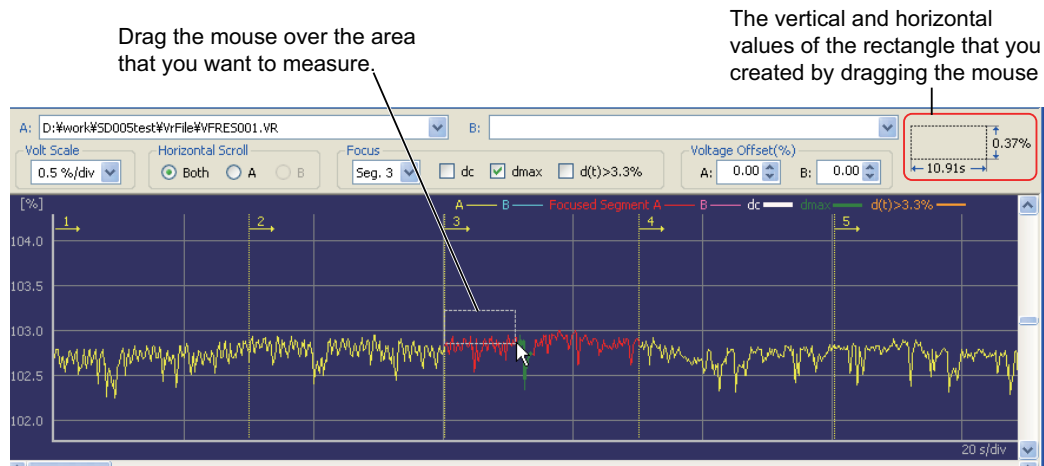 Drag the mouse over the area
that you want to measure.
The vertical and horizontal
values of the rectangle that you
created by dragging the mouse
A: D:¥work¥SD005test¥VrFile¥VFRES001.VR B:
0.37%
10.91s
Volt Scale Horizontal Scroll Focus Voltage Offset(%)
0.5 %/div Both A B Seg. 3 dc dmax d(t)>3.3% A: 0.00 B: 0.00
[%] A B Focused Segment A B dc dmax d(t)>3.3%
1 2 3 4 5
104.0
103.5
103.0
102.5
102.0
20 s/div